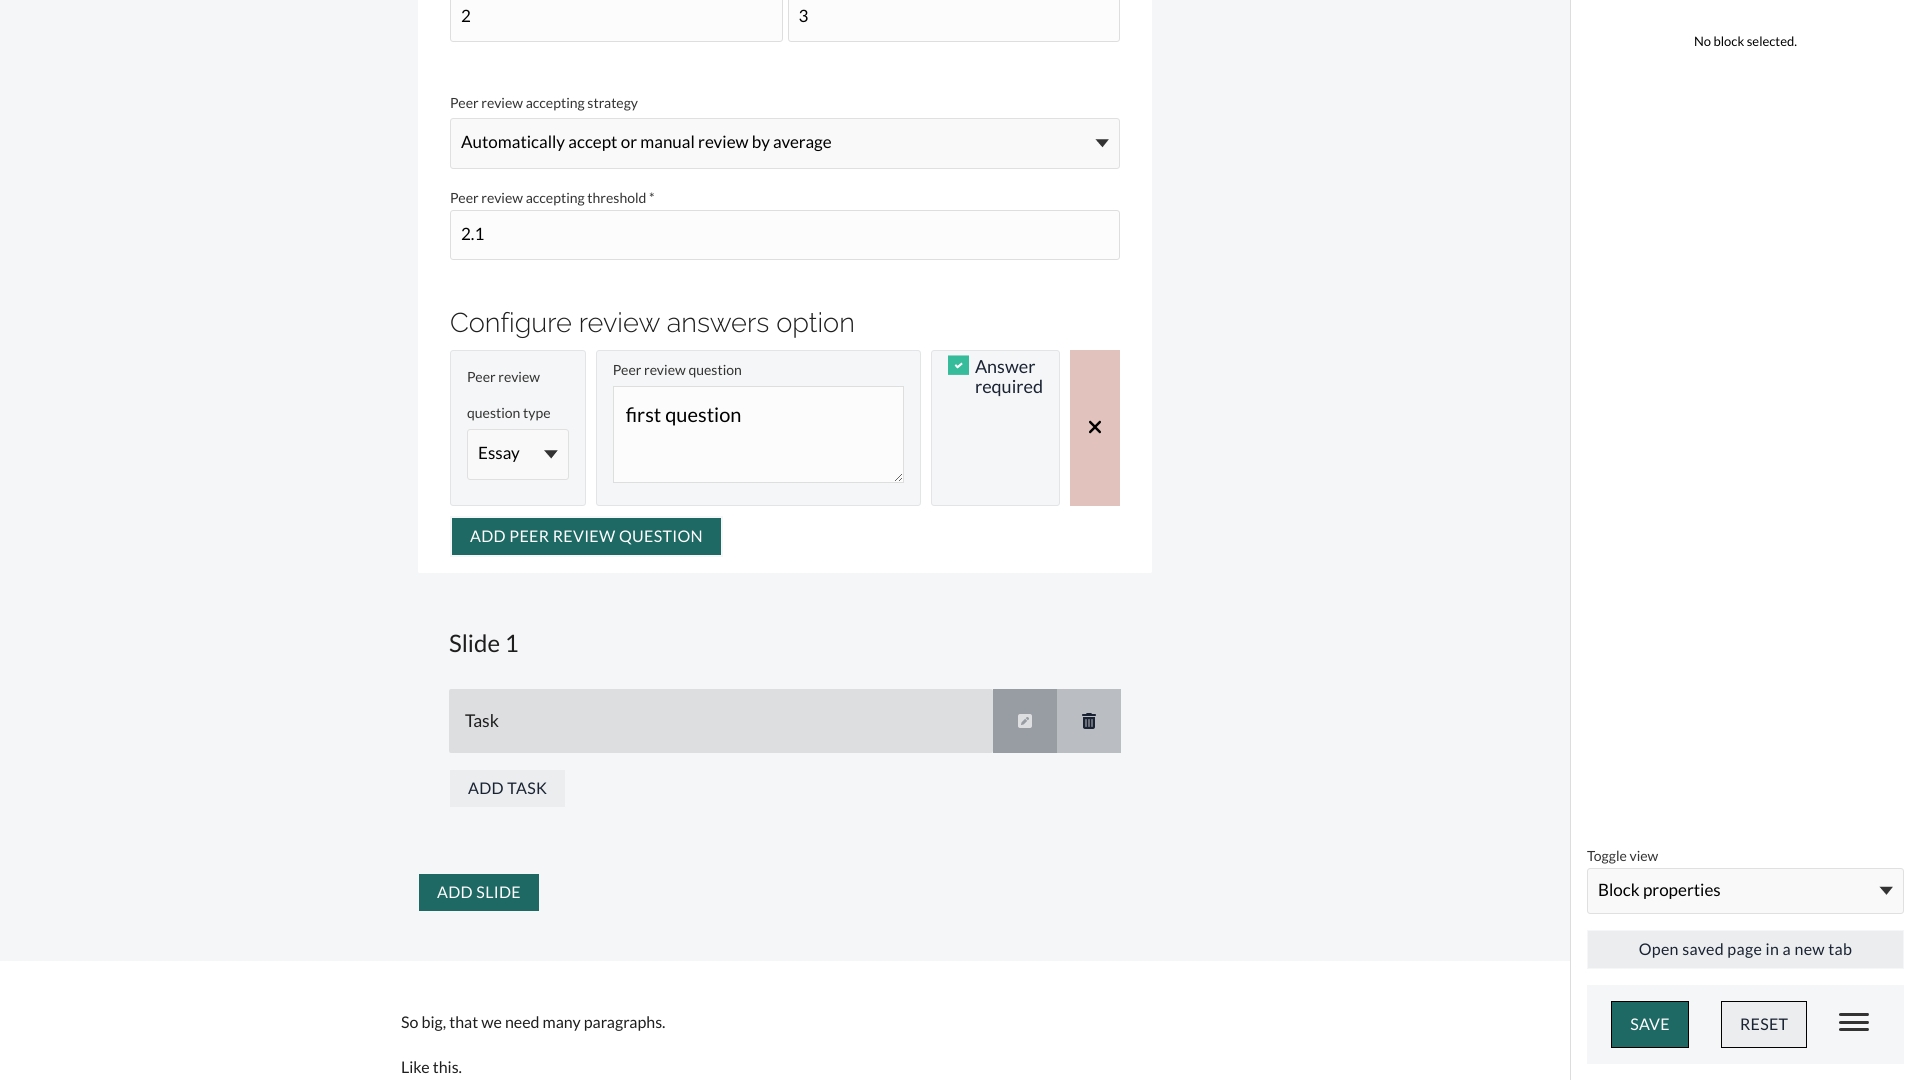 2
3
No block selected.
Peer review accepting strategy
Automatically accept or manual review by average
Peer review accepting threshold *
2.1
Configure review answers option
Peer review
question type
Essay
Peer review question
first question
Answer
required
ADD PEER REVIEW QUESTION
Slide 1
Task
ADD TASK
ADD SLIDE
Toggle view
Block properties
Open saved page in a new tab
SAVE
RESET
So big, that we need many paragraphs.
Like this.